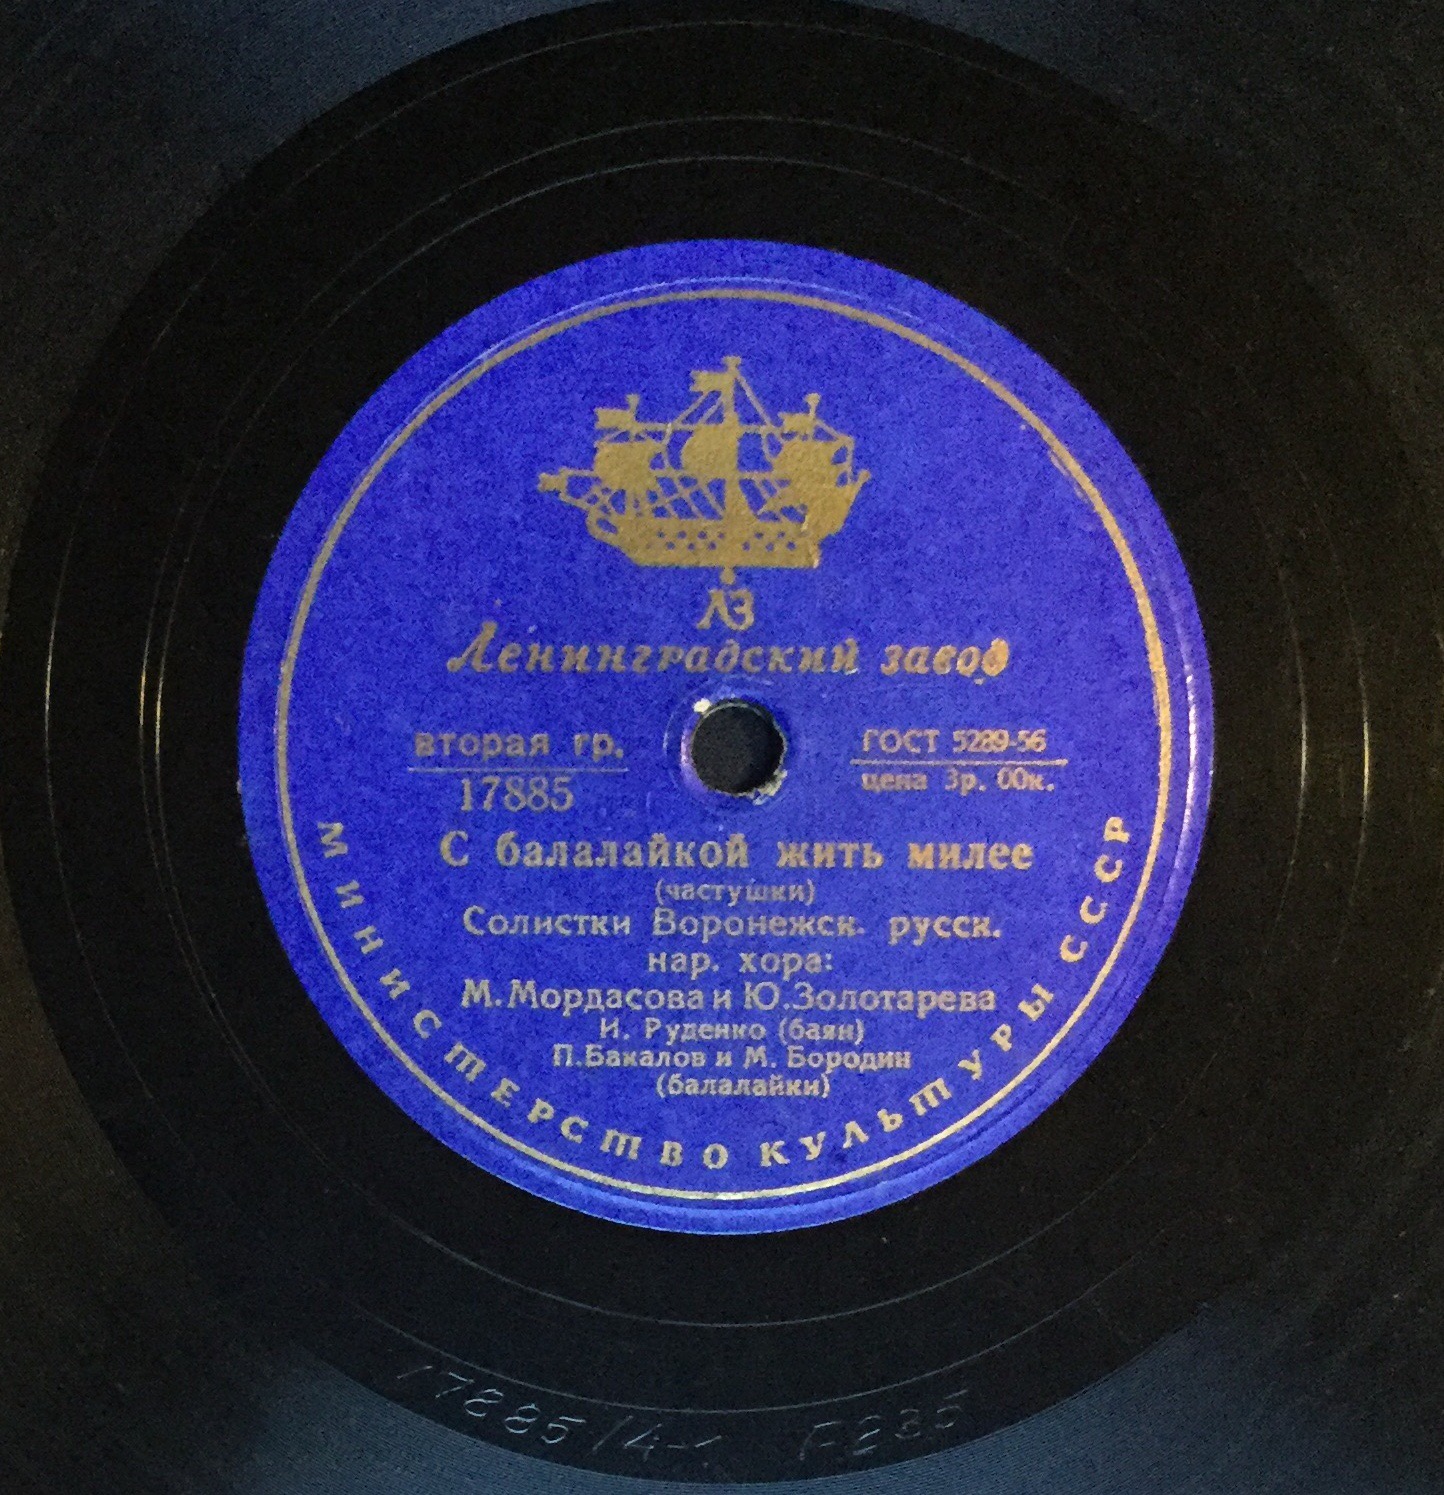 ЛЗ
Ленинградский завод
вторая гр.
17885
ГОСТ 5289-56
цена 3р. 00к.
С балалайкой жить милее
(частушки)
Солистки Воронежск. русск.
нар. хора:
М. Мордасова и Ю. Золотарева
И. Руденко (баян)
П. Бакалов и М. Бородин
(балалайки)
МИНИСТЕРСТВО КУЛЬТУРЫ СССР
17885/4-